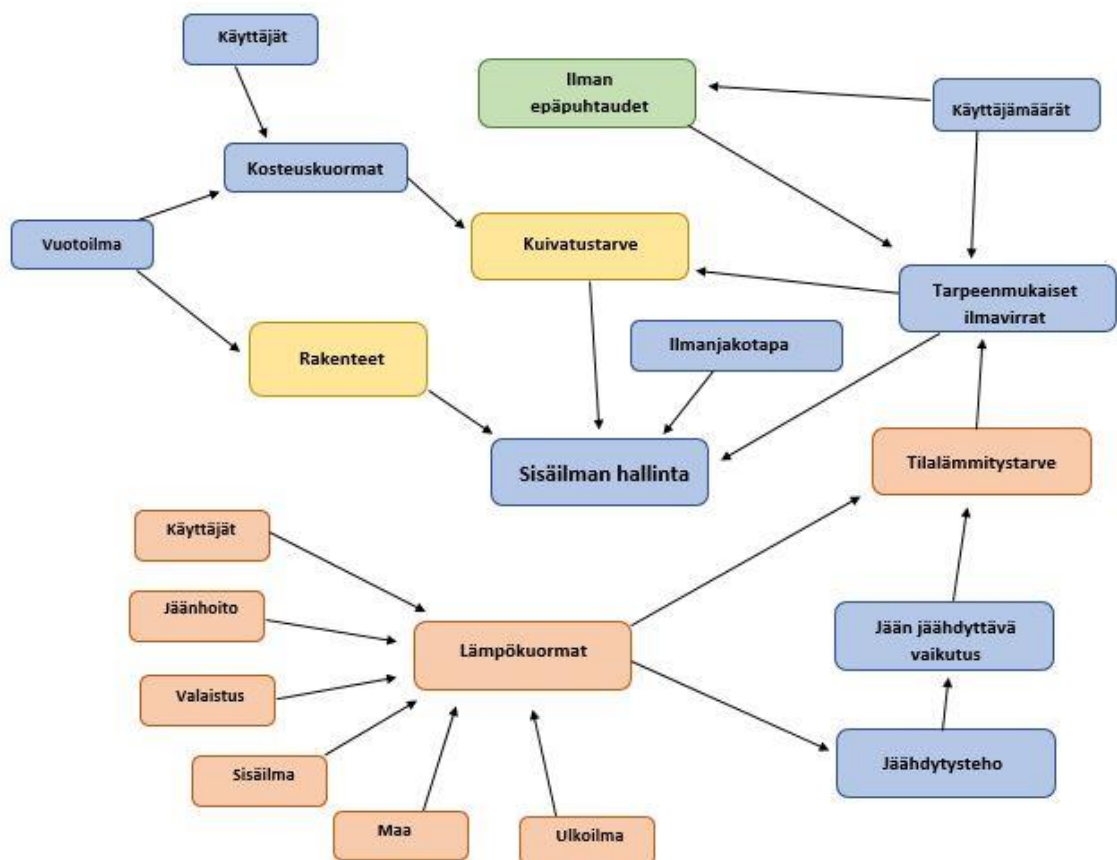 Käyttäjät
Ilman
epäpuhtaudet
Käyttäjämäärät
Kosteuskuormat
Vuotoilma
Kuivatustarve
Tarpeenmukaiset
ilmavirrat
Rakenteet
Ilmanjakotapa
Sisäilman hallinta
Tilalämmitystarve
Käyttäjät
Jäänhoito
Lämpökuormat
Jään jäähdyttävä
vaikutus
Valaistus
Sisäilma
Jäähdytysteho
Maa
Ulkoilma